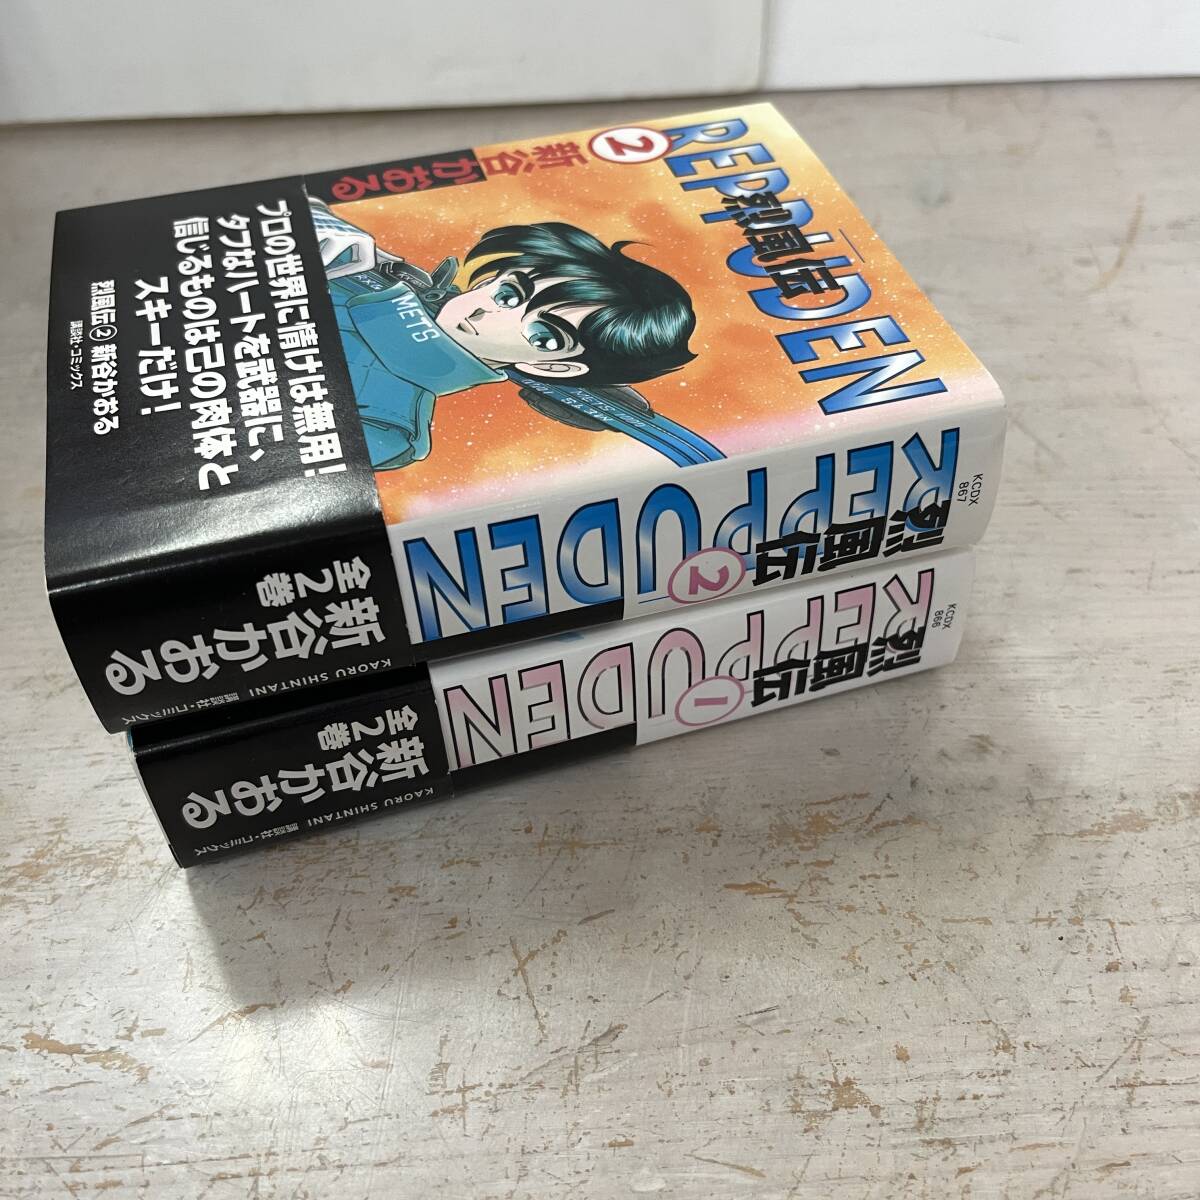 REPPUDEN
烈風伝
2
新谷かおる
METS
プロの世界に情けは無用!
タフなハートを武器に、
信じるものは己の肉体と
スキーだけ!
烈風伝② 新谷かおる
講談社・コミックス
KCDX
867
REPPUDEN
烈風伝
2
全2巻
新谷かおる
KAORU SHINTANI
講談社・コミックス
KCDX
866
REPPUDEN
烈風伝
1
全2巻
新谷かおる
KAORU SHINTANI
講談社・コミックス